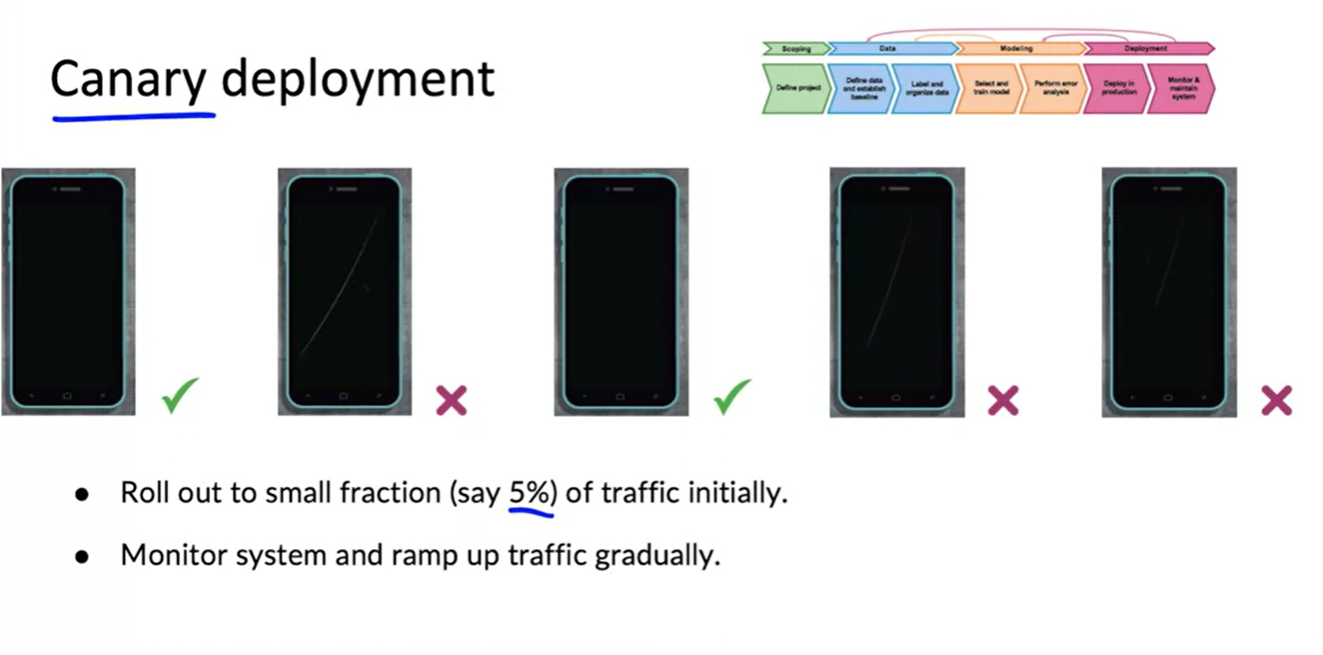 Canary deployment
Scoping
Data
Modeling
Deployment
Define project
Define data
and establish
baseline
Label and
organize data
Select and
train model
Perform error
analysis
Deploy in
production
Monitor &
maintain
system
● Roll out to small fraction (say 5%) of traffic initially.
● Monitor system and ramp up traffic gradually.